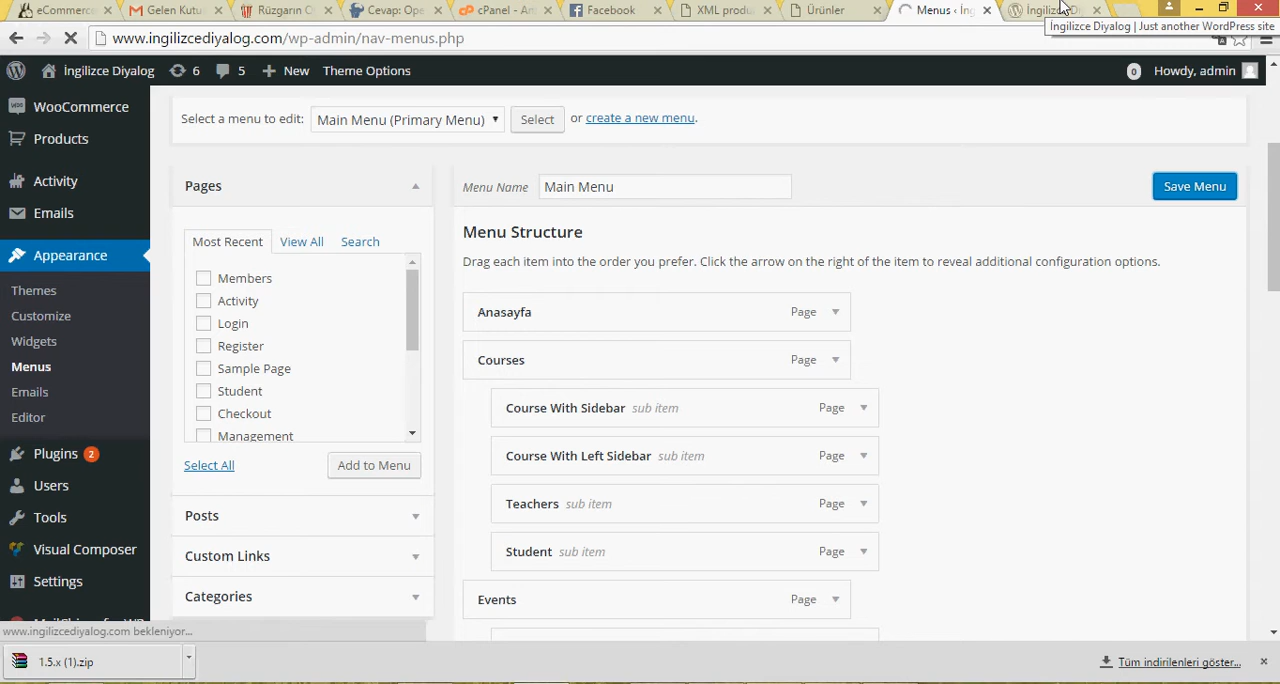 eCommerce
Gelen Kutu
Rüzgarın O
Cevap: Ope
cPanel - An
Facebook
XML produ
Ürünler
Menus ‹ İng
İngilizce Diy
İngilizce Diyalog | Just another WordPress site
www.ingilizcediyalog.com/wp-admin/nav-menus.php
İngilizce Diyalog
6
5
New
Theme Options
0
Howdy, admin
WooCommerce
Products
Activity
Emails
Appearance
Themes
Customize
Widgets
Menus
Emails
Editor
Plugins 2
Users
Tools
Visual Composer
Settings
Select a menu to edit: Main Menu (Primary Menu) Select or create a new menu.
Pages
Most Recent View All Search
Members
Activity
Login
Register
Sample Page
Student
Checkout
Management
Select All Add to Menu
Posts
Custom Links
Categories
Menu Name Main Menu Save Menu
Menu Structure
Drag each item into the order you prefer. Click the arrow on the right of the item to reveal additional configuration options.
Anasayfa Page
Courses Page
Course With Sidebar sub item Page
Course With Left Sidebar sub item Page
Teachers sub item Page
Student sub item Page
Events Page
www.ingilizcediyalog.com bekleniyor...
1.5.x (1).zip
Tüm indirilenleri göster...